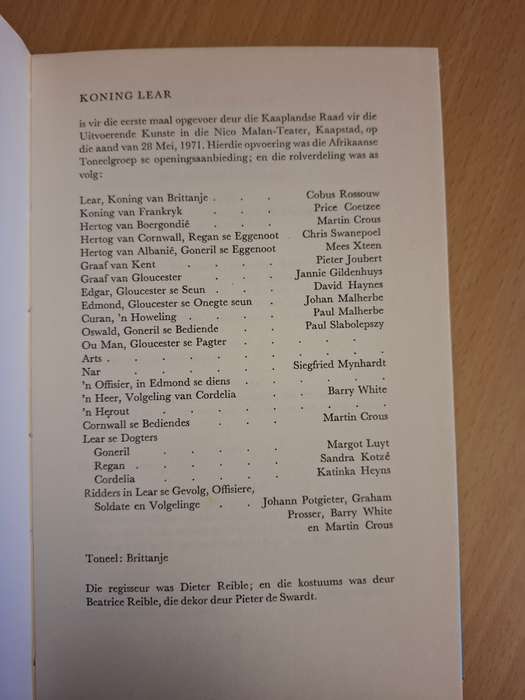 KONING LEAR
is vir die eerste maal opgevoer deur die Kaaplandse Raad vir die
Uitvoerende Kunste in die Nico Malan-Teater, Kaapstad, op
die aand van 28 Mei, 1971. Hierdie opvoering was die Afrikaanse
Toneelgroep se openingsaanbieding; en die rolverdeling was as
volg:
Lear, Koning van Brittanje . . . Cobus Rossouw
Koning van Frankryk . . . Price Coetzee
Hertog van Boergondië . . . Martin Crous
Hertog van Cornwall, Regan se Eggenoot Chris Swanepoel
Hertog van Albanië, Goneril se Eggenoot Mees Xteen
Graaf van Kent . . . . Pieter Joubert
Graaf van Gloucester . . . Jannie Gildenhuys
Edgar, Gloucester se Seun . . . David Haynes
Edmond, Gloucester se Onegte seun . Johan Malherbe
Curan, 'n Howeling . . . . Paul Malherbe
Oswald, Goneril se Bediende . . Paul Slabolepszy
Ou Man, Gloucester se Pagter . . . . .
Arts . . . . . . . . .
Nar . . . . . Siegfried Mynhardt
'n Offisier, in Edmond se diens . . . . .
'n Heer, Volgeling van Cordelia . . Barry White
'n Herout . . . . . . . .
Cornwall se Bediendes . . . Martin Crous
Lear se Dogters
Goneril . . . . . Margot Luyt
Regan . . . . . Sandra Kotzé
Cordelia . . . . . Katinka Heyns
Ridders in Lear se Gevolg, Offisiere,
Soldate en Volgelinge . . Johann Potgieter, Graham
Prosser, Barry White
en Martin Crous
Toneel: Brittanje
Die regisseur was Dieter Reible; en die kostuums was deur
Beatrice Reible, die dekor deur Pieter de Swardt.